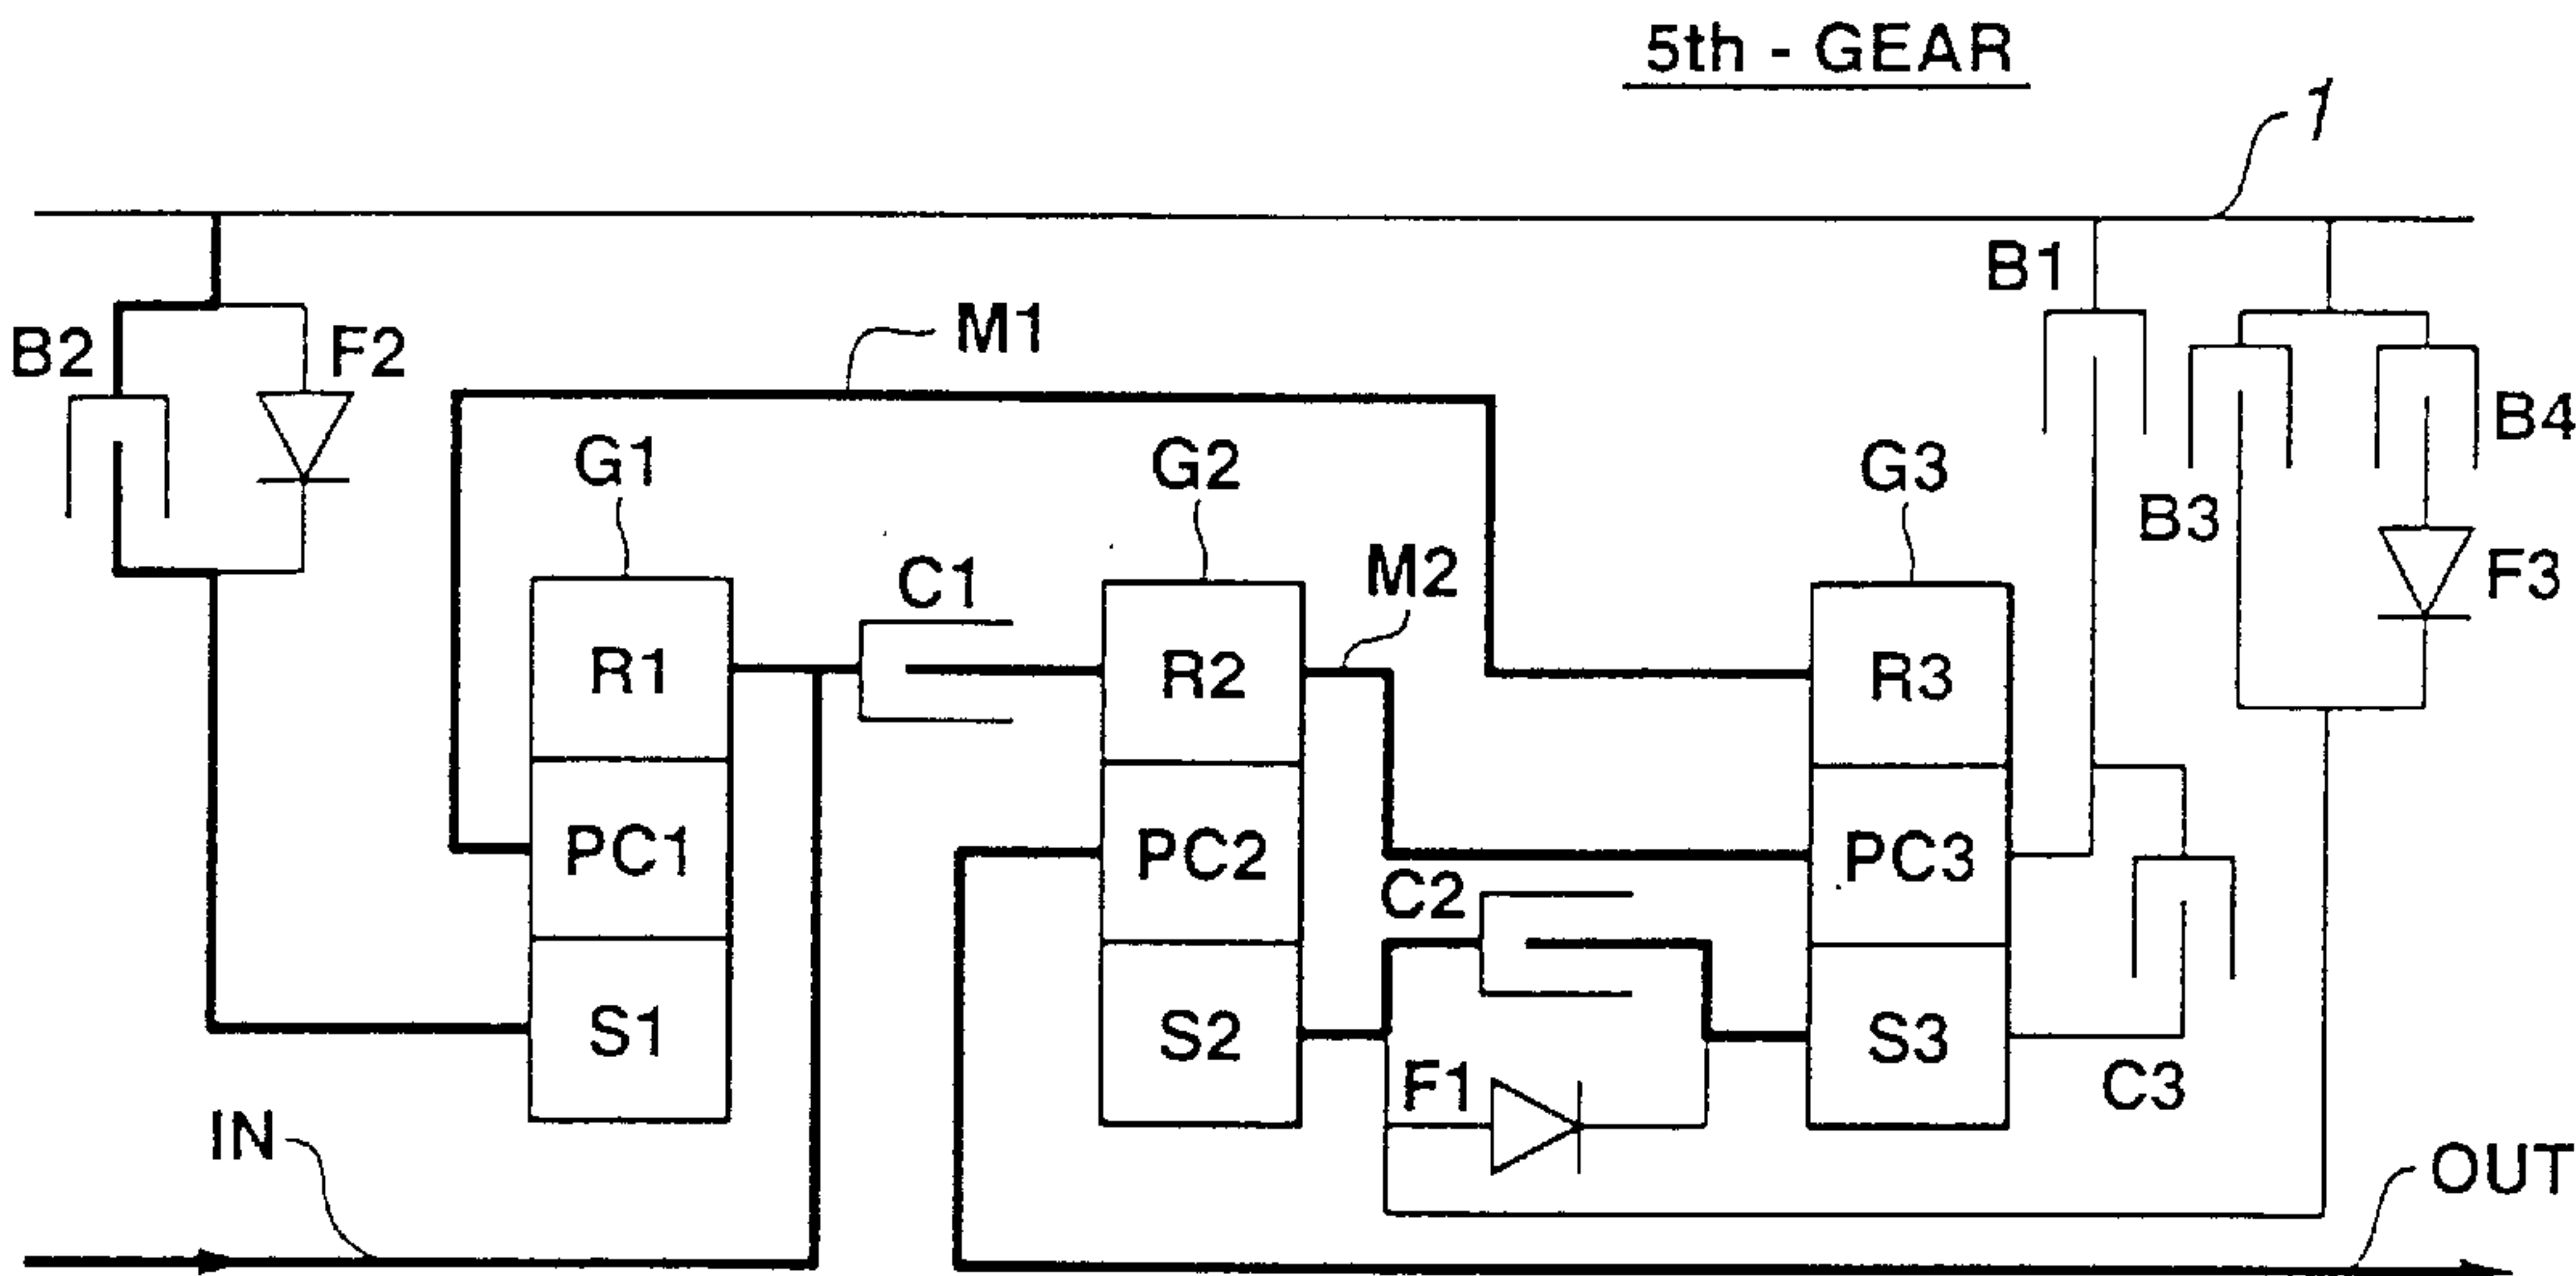 5th - GEAR
1
B1
B2
F2
M1
B4
G1
G2
G3
B3
C1
M2
F3
R1
R2
R3
PC1
PC2
PC3
C2
S1
S2
S3
F1
C3
IN
OUT